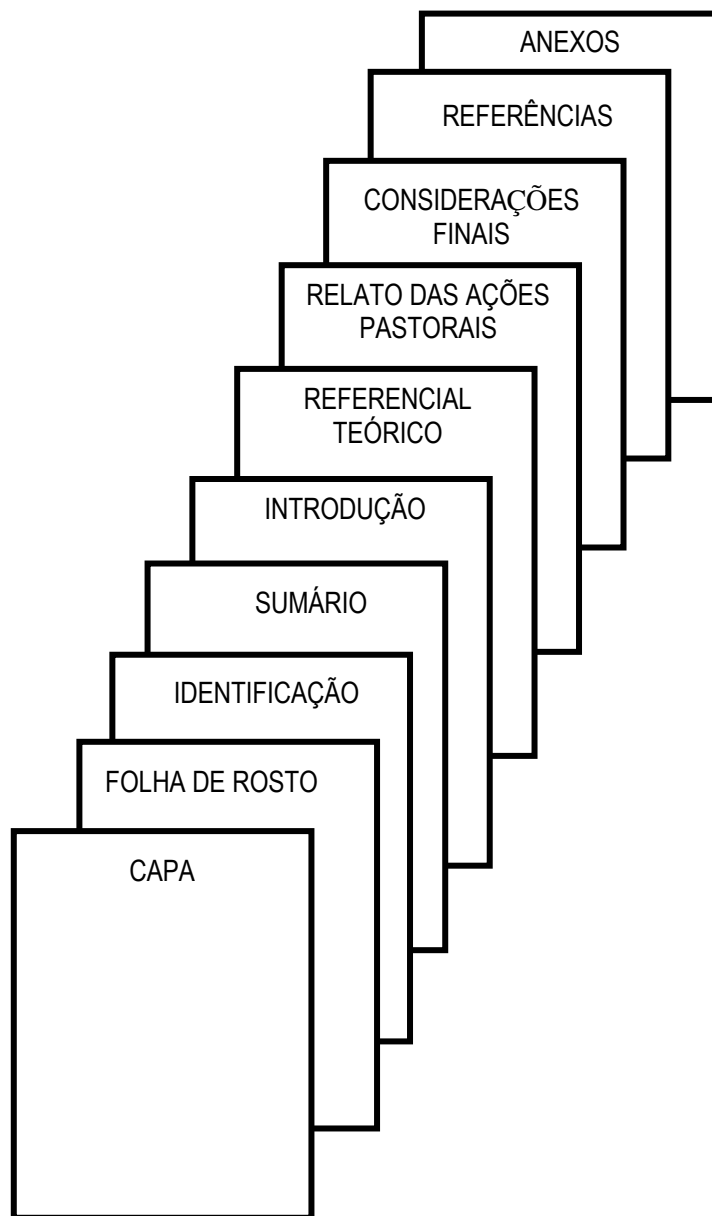 ANEXOS
REFERÊNCIAS
CONSIDERAÇÕES
FINAIS
RELATO DAS AÇÕES
PASTORAIS
REFERENCIAL
TEÓRICO
INTRODUÇÃO
SUMÁRIO
IDENTIFICAÇÃO
FOLHA DE ROSTO
CAPA